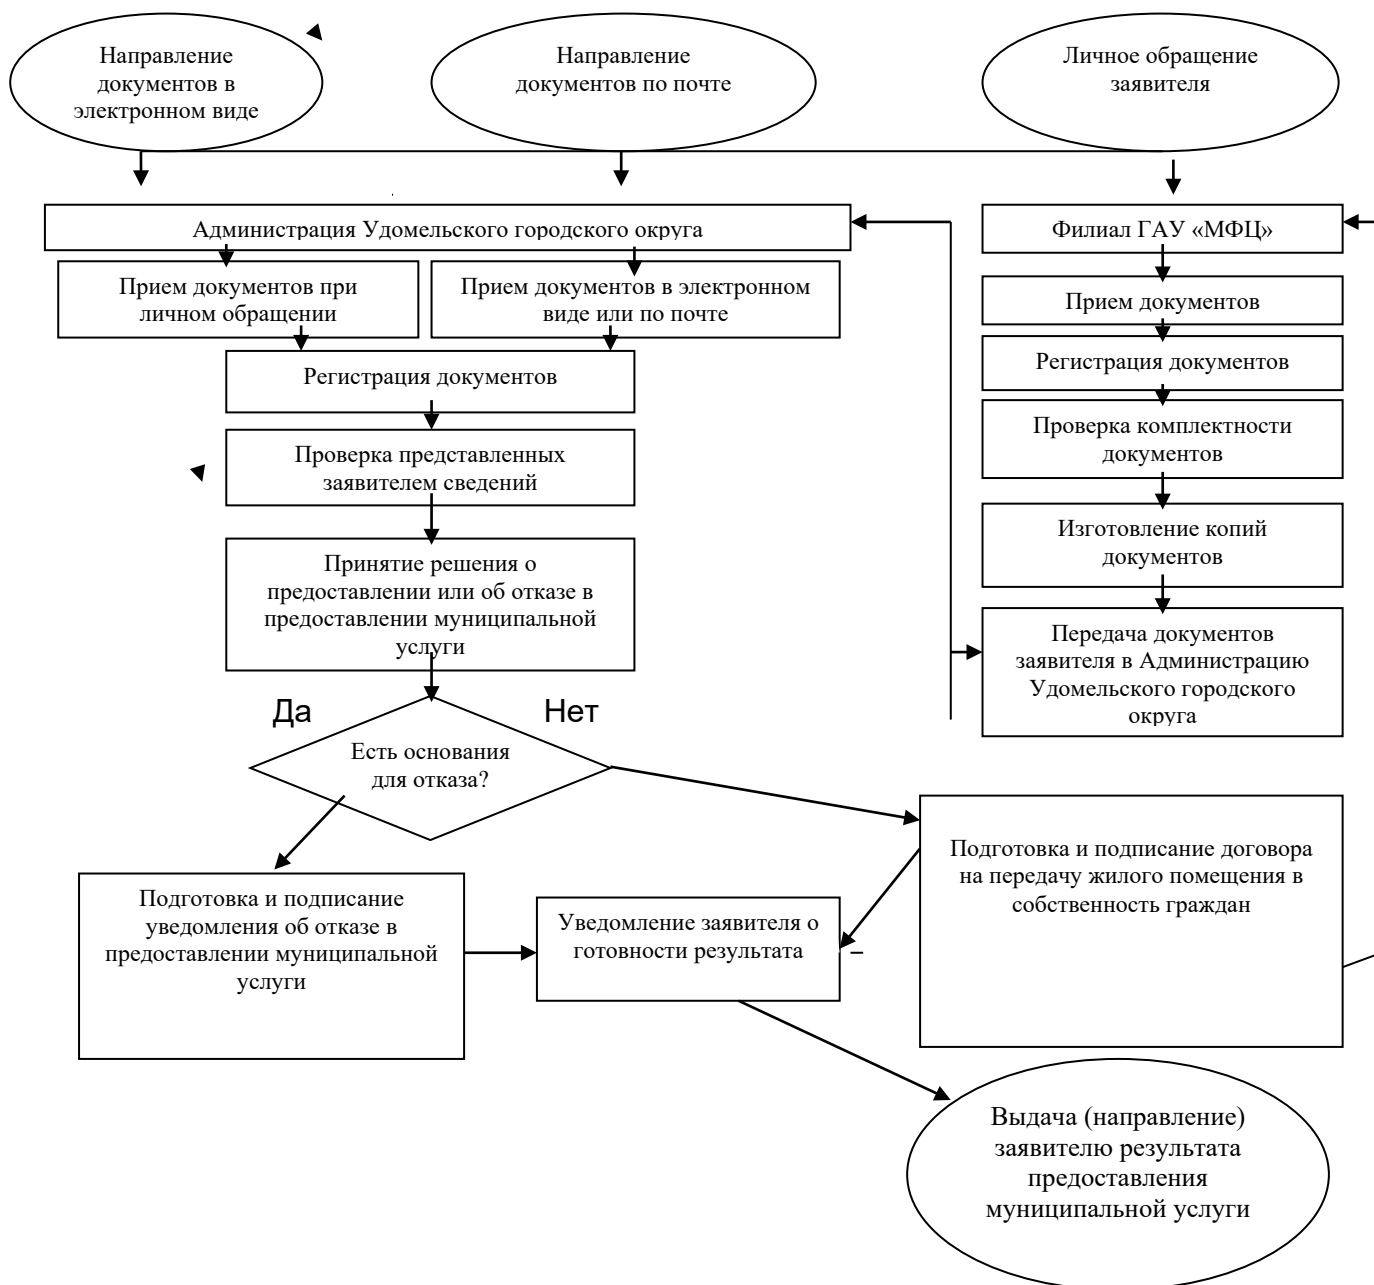 Направление
документов в
электронном виде
Направление
документов по почте
Личное обращение
заявителя
Администрация Удомельского городского округа
Филиал ГАУ «МФЦ»
Прием документов при
личном обращении
Прием документов в электронном
виде или по почте
Прием документов
Регистрация документов
Регистрация документов
Проверка комплектности
документов
Проверка представленных
заявителем сведений
Изготовление копий
документов
Принятие решения о
предоставлении или об отказе в
предоставлении муниципальной
услуги
Передача документов
заявителя в Администрацию
Удомельского городского
округа
Да
Нет
Есть основания
для отказа?
Подготовка и подписание договора
на передачу жилого помещения в
собственность граждан
Подготовка и подписание
уведомления об отказе в
предоставлении муниципальной
услуги
Уведомление заявителя о
готовности результата
Выдача (направление)
заявителю результата
предоставления
муниципальной услуги